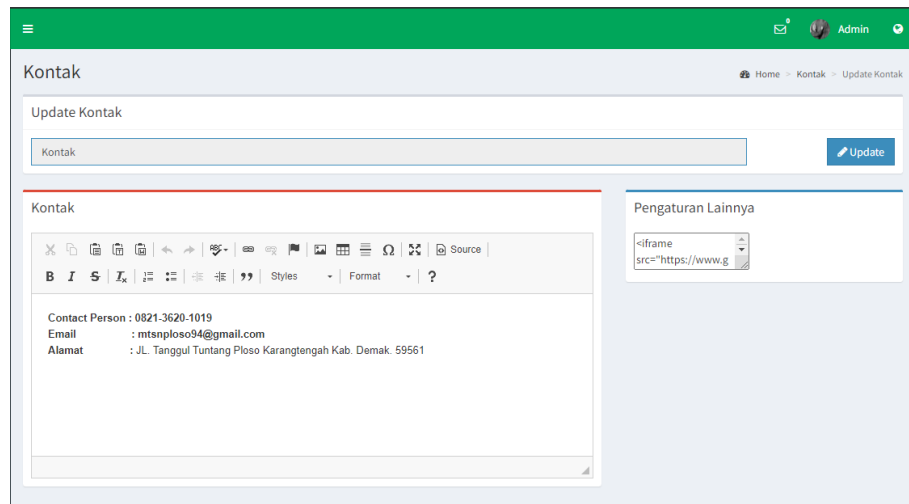 0
Admin
Kontak
Home > Kontak > Update Kontak
Update Kontak
Kontak
Update
Kontak
Source
B I S Ix Styles Format ?
Contact Person : 0821-3620-1019
Email : mtsnploso94@gmail.com
Alamat : JL. Tanggul Tuntang Ploso Karangtengah Kab. Demak. 59561
Pengaturan Lainnya
<iframe
src="https://www.g